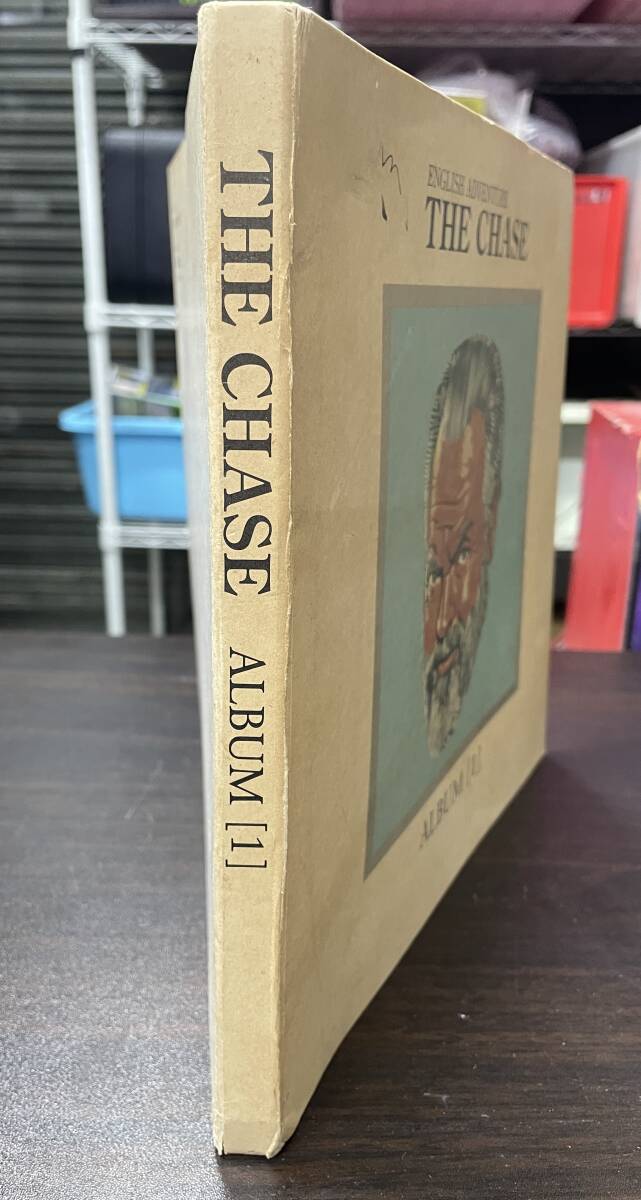 THE CHASE ALBUM [1]
ENGLISH ADVENTURE
THE CHASE
ALBUM [1]